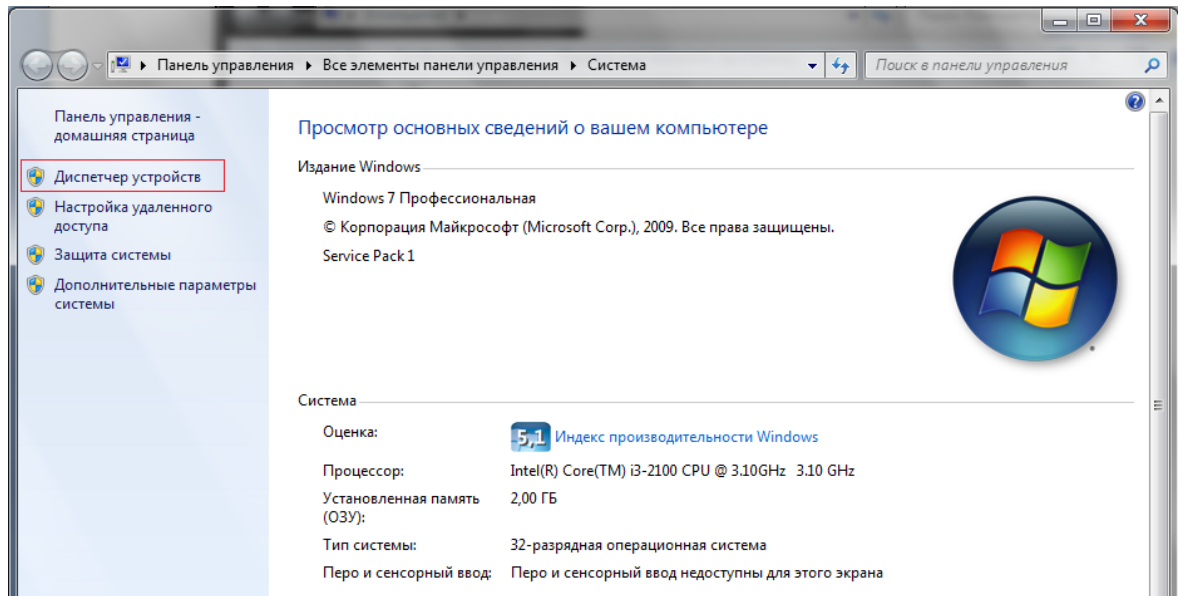 Панель управления ▸ Все элементы панели управления ▸ Система
Поиск в панели управления
Панель управления -
домашняя страница
Диспетчер устройств
Настройка удаленного
доступа
Защита системы
Дополнительные параметры
системы
Просмотр основных сведений о вашем компьютере
Издание Windows
Windows 7 Профессиональная
© Корпорация Майкрософт (Microsoft Corp.), 2009. Все права защищены.
Service Pack 1
Система
Оценка:
5,1 Индекс производительности Windows
Процессор: Intel(R) Core(TM) i3-2100 CPU @ 3.10GHz 3.10 GHz
Установленная память 2,00 ГБ
(ОЗУ):
Тип системы: 32-разрядная операционная система
Перо и сенсорный ввод: Перо и сенсорный ввод недоступны для этого экрана